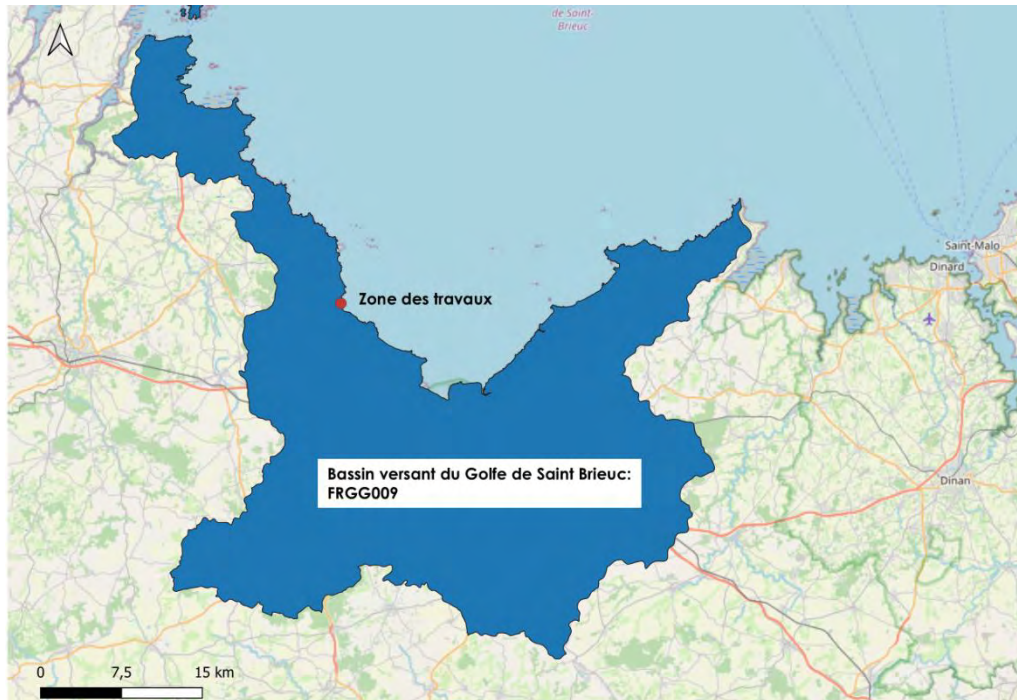 de Saint-
Brieuc
Saint-Malo
Dinard
Zone des travaux
Bassin versant du Golfe de Saint Brieuc:
FRGG009
Dinan
0 7,5 15 km